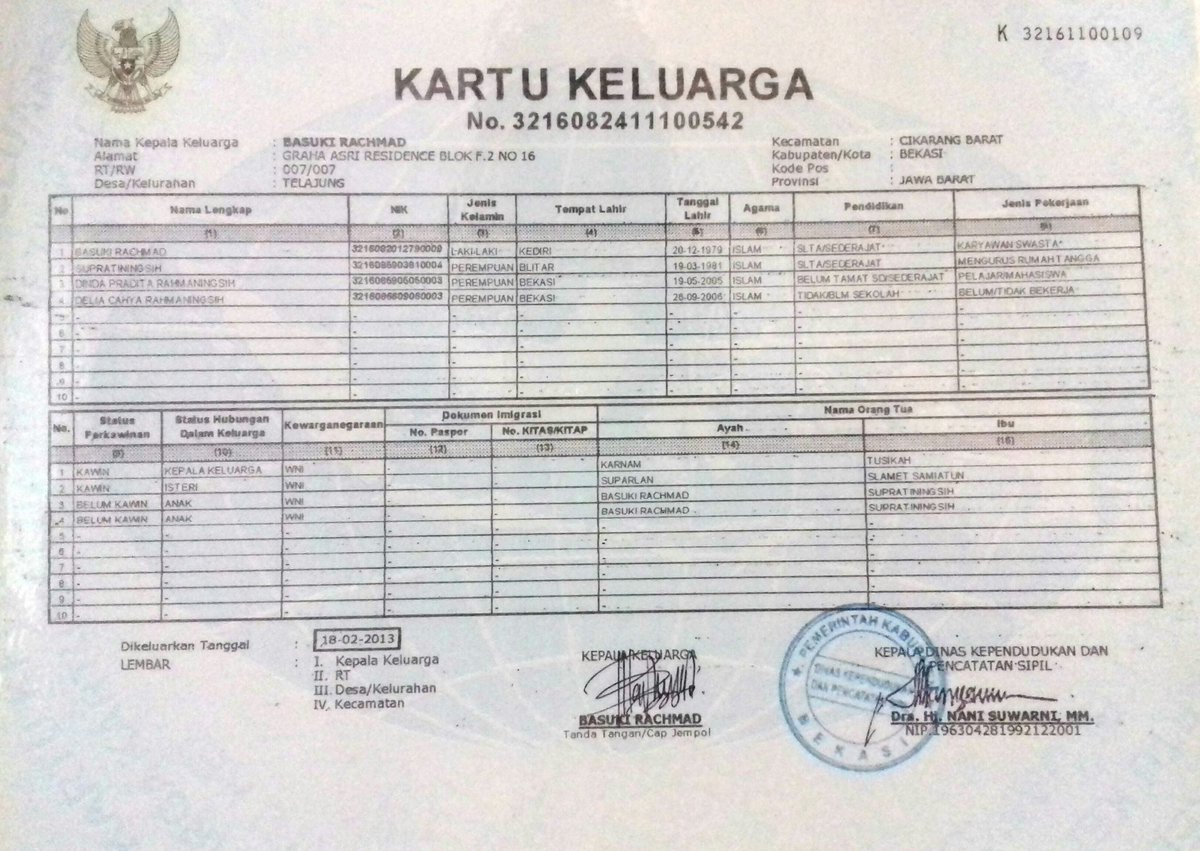 K 32161100109
KARTU KELUARGA
No. 3216082411100542
Nama Kepala Keluarga : BASUKI RACHMAD
Alamat : GRAHA ASRI RESIDENCE BLOK F.2 NO 16
RT/RW : 007/007
Desa/Kelurahan : TELAJUNG
Kecamatan : CIKARANG BARAT
Kabupaten/Kota : BEKASI
Kode Pos :
Provinsi : JAWA BARAT
No Nama Lengkap NIK Jenis Kelamin Tempat Lahir Tanggal Lahir Agama Pendidikan Jenis Pekerjaan
(1) (2) (3) (4) (5) (6) (7) (8)
1 BASUKI RACHMAD 3216082012790009 LAKI-LAKI KEDIRI 20-12-1979 ISLAM SLTA/SEDERAJAT KARYAWAN SWASTA
2 SUPRATININGSIH 3216085903810004 PEREMPUAN BLITAR 19-03-1981 ISLAM SLTA/SEDERAJAT MENGURUS RUMAH TANGGA
3 DINDA PRADITA RAHMANINGSIH 3216085905050003 PEREMPUAN BEKASI 19-05-2005 ISLAM BELUM TAMAT SD/SEDERAJAT PELAJAR/MAHASISWA
4 DELIA CAHYA RAHMANINGSIH 3216086609060003 PEREMPUAN BEKASI 26-09-2006 ISLAM TIDAK/BLM SEKOLAH BELUM/TIDAK BEKERJA
5 -
6 -
7 -
8 -
9 -
10 -
No. Status Perkawinan Status Hubungan Dalam Keluarga Kewarganegaraan Dokumen Imigrasi Nama Orang Tua
No. Paspor No. KITAS/KITAP Ayah Ibu
(9) (10) (11) (12) (13) (14) (15)
1 KAWIN KEPALA KELUARGA WNI - - KARNAM TUSIKAH
2 KAWIN ISTERI WNI - - SUPARLAN SLAMET SAMIATUN
3 BELUM KAWIN ANAK WNI - - BASUKI RACHMAD SUPRATININGSIH
4 BELUM KAWIN ANAK WNI - - BASUKI RACMMAD SUPRATININGSIH
5 - - - - - - -
6 - - - - - - -
7 - - - - - - -
8 - - - - - - -
9 - - - - - - -
10 - - - - - - -
Dikeluarkan Tanggal : 18-02-2013
LEMBAR : I. Kepala Keluarga
II. RT
III. Desa/Kelurahan
IV. Kecamatan
KEPALA KELUARGA
BASUKI RACHMAD
Tanda Tangan/Cap Jempol
PEMERINTAH KABU
DINAS KEPENDUDU
DAN PENCATATA
BEKASI
KEPALA DINAS KEPENDUDUKAN DAN
PENCATATAN SIPIL
Dra. Hj. NANI SUWARNI, MM.
NIP.196304281992122001